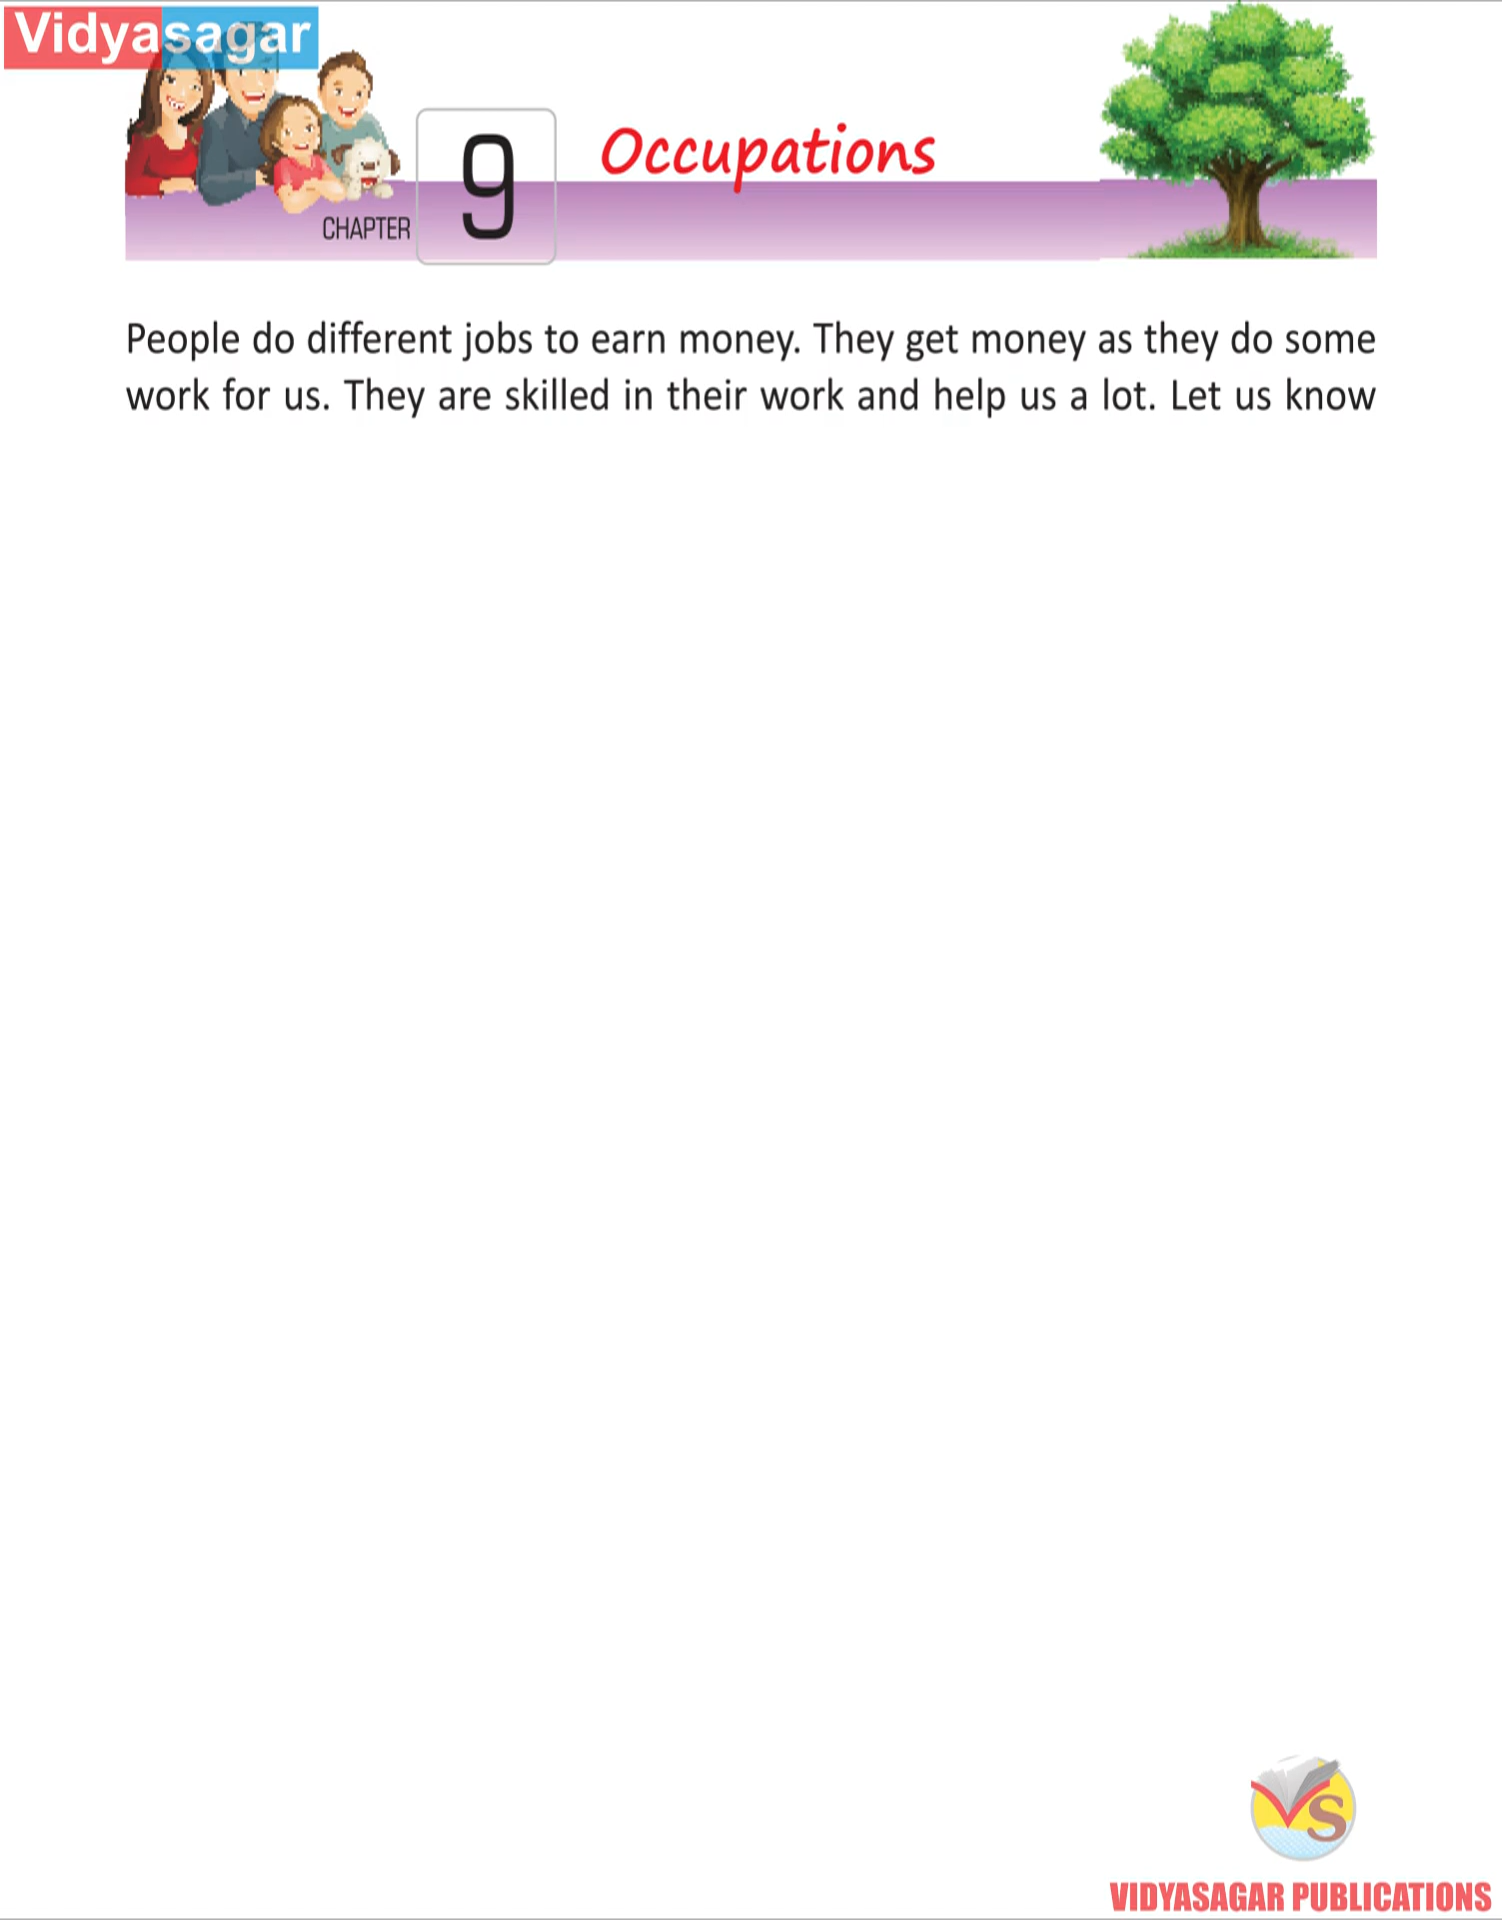 Vidyasagar
CHAPTER
9
Occupations
People do different jobs to earn money. They get money as they do some
work for us. They are skilled in their work and help us a lot. Let us know
VS
VIDYASAGAR PUBLICATIONS